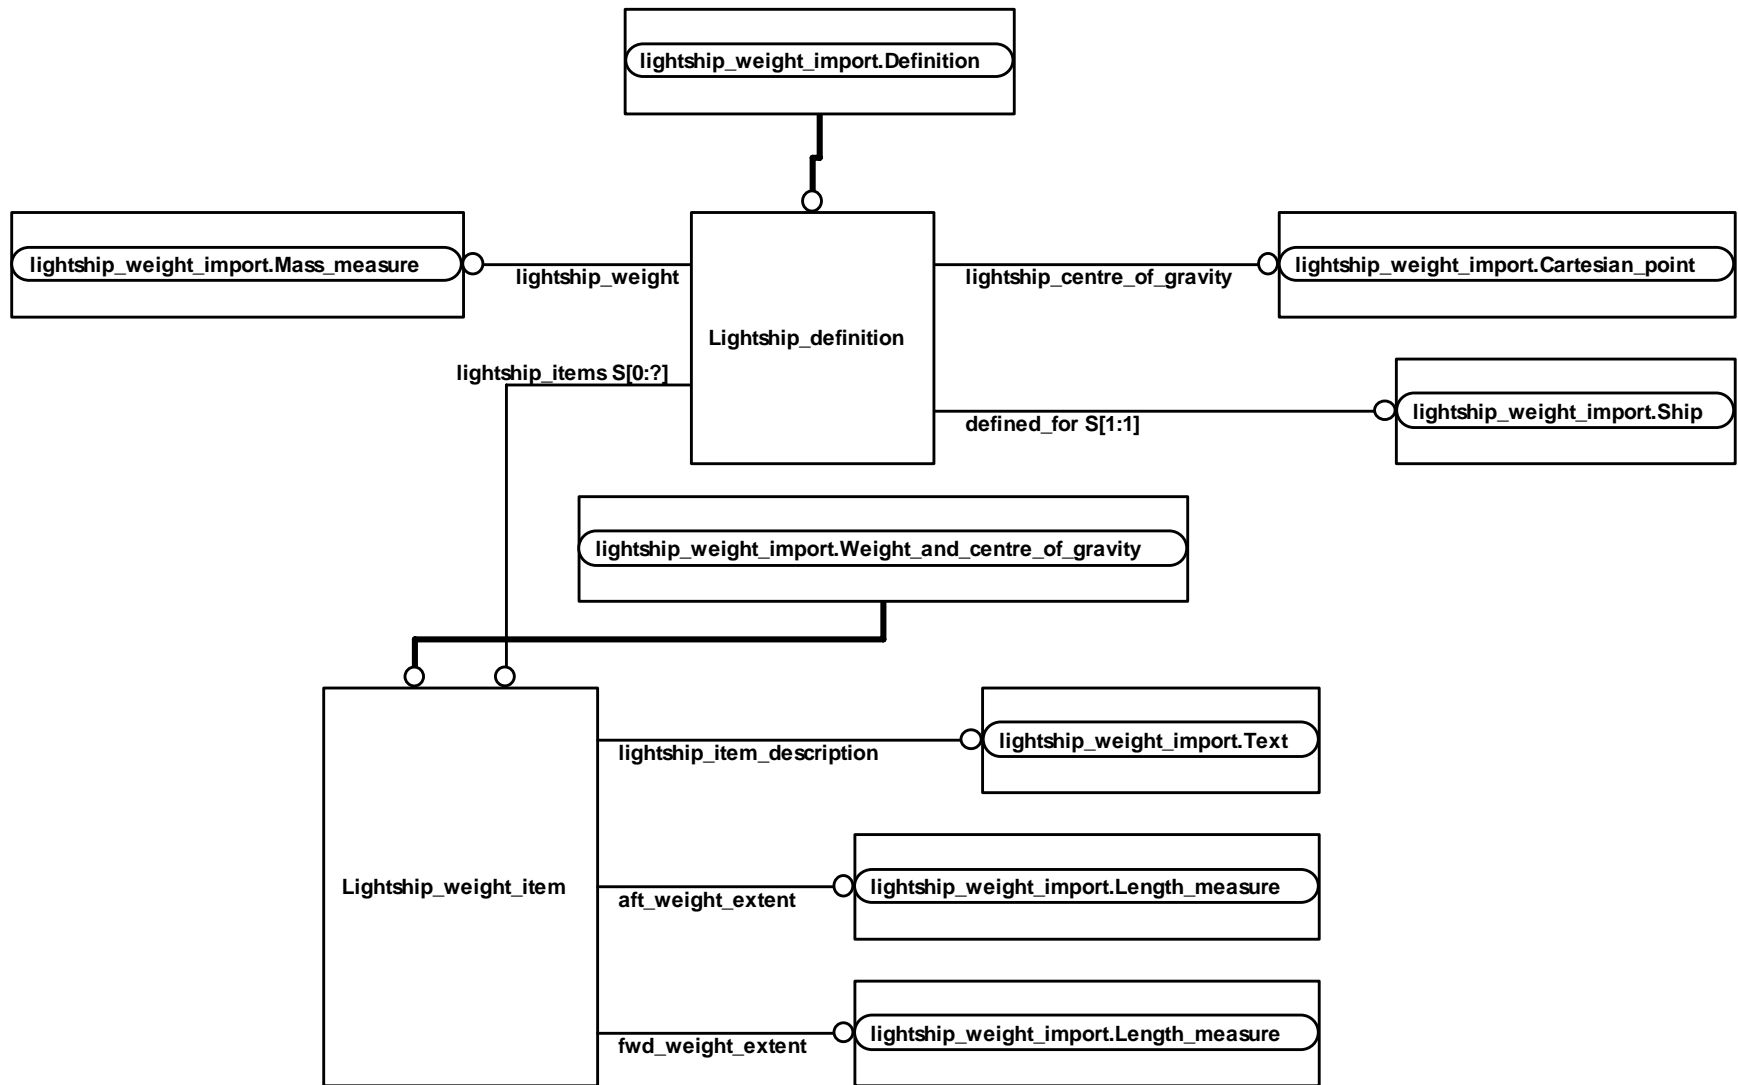 lightship_weight_import.Definition
lightship_weight_import.Mass_measure
lightship_weight
lightship_centre_of_gravity
lightship_weight_import.Cartesian_point
Lightship_definition
lightship_items S[0:?]
defined_for S[1:1]
lightship_weight_import.Ship
lightship_weight_import.Weight_and_centre_of_gravity
lightship_item_description
lightship_weight_import.Text
Lightship_weight_item
aft_weight_extent
lightship_weight_import.Length_measure
fwd_weight_extent
lightship_weight_import.Length_measure